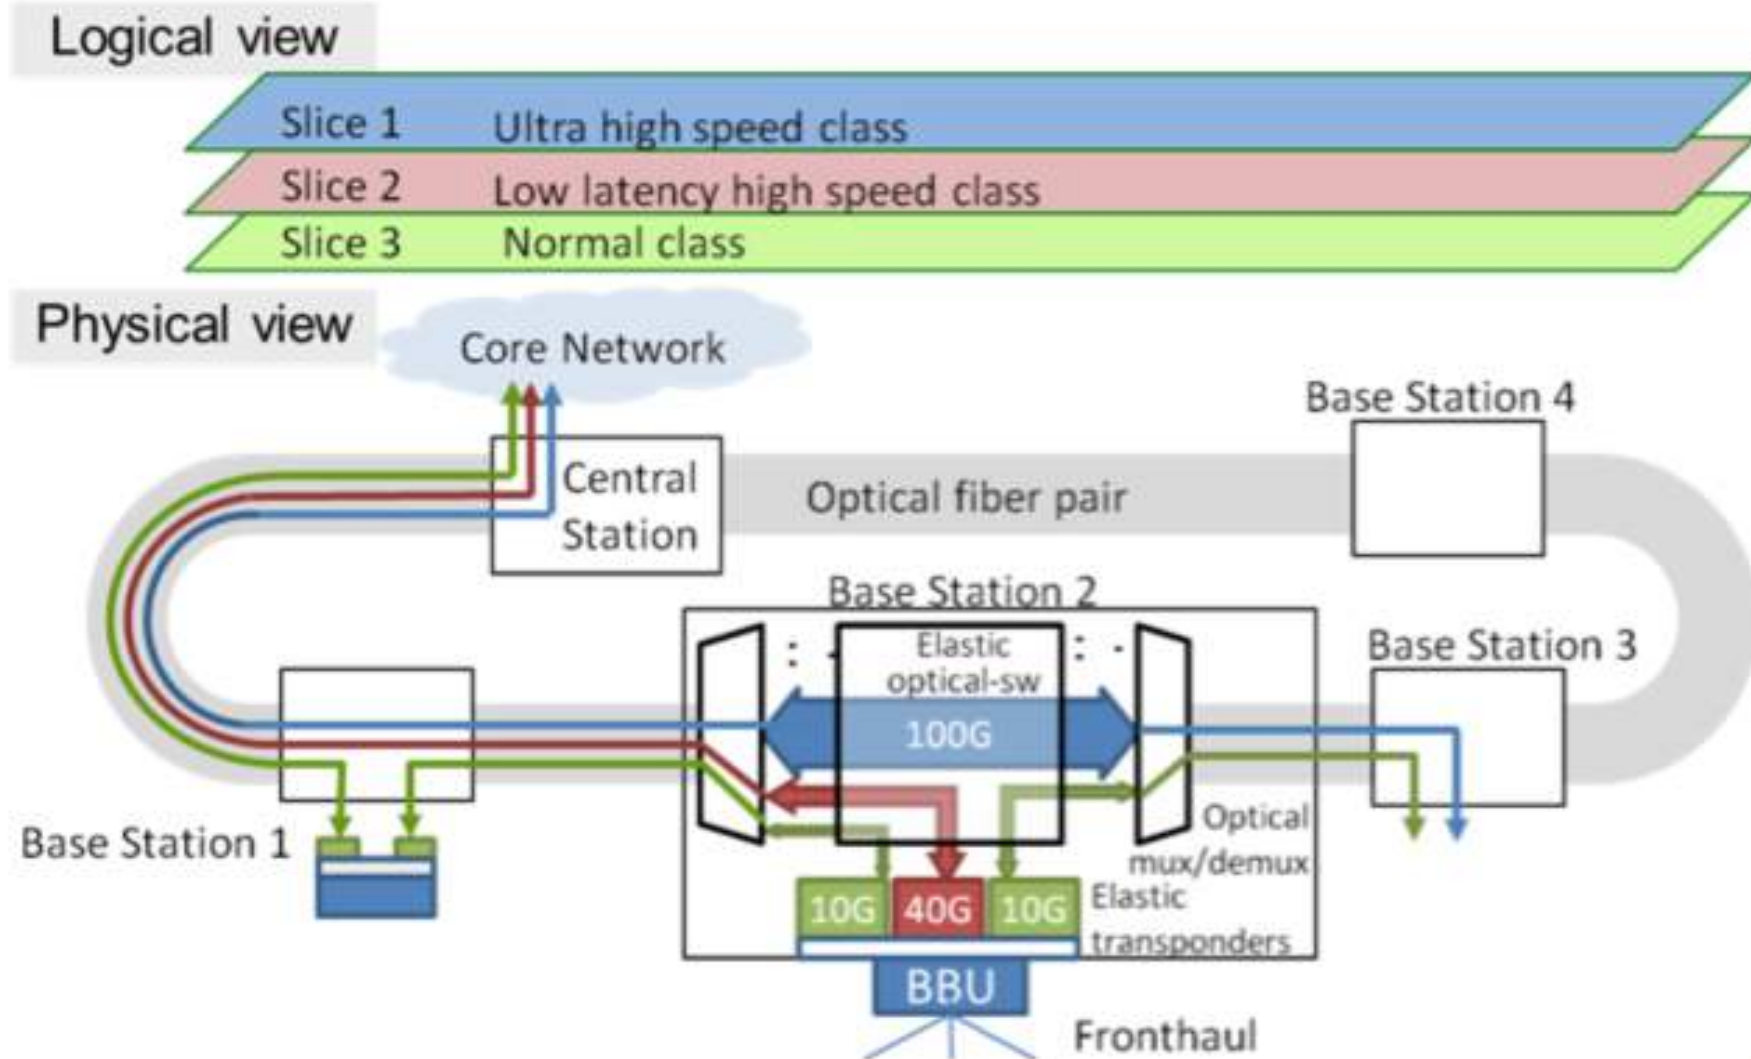 Logical view
Slice 1 Ultra high speed class
Slice 2 Low latency high speed class
Slice 3 Normal class
Physical view
Core Network
Base Station 4
Central
Station
Optical fiber pair
Base Station 2
Elastic
optical-sw
100G
Base Station 3
Base Station 1
Optical
mux/demux
10G 40G 10G
Elastic
transponders
BBU
Fronthaul